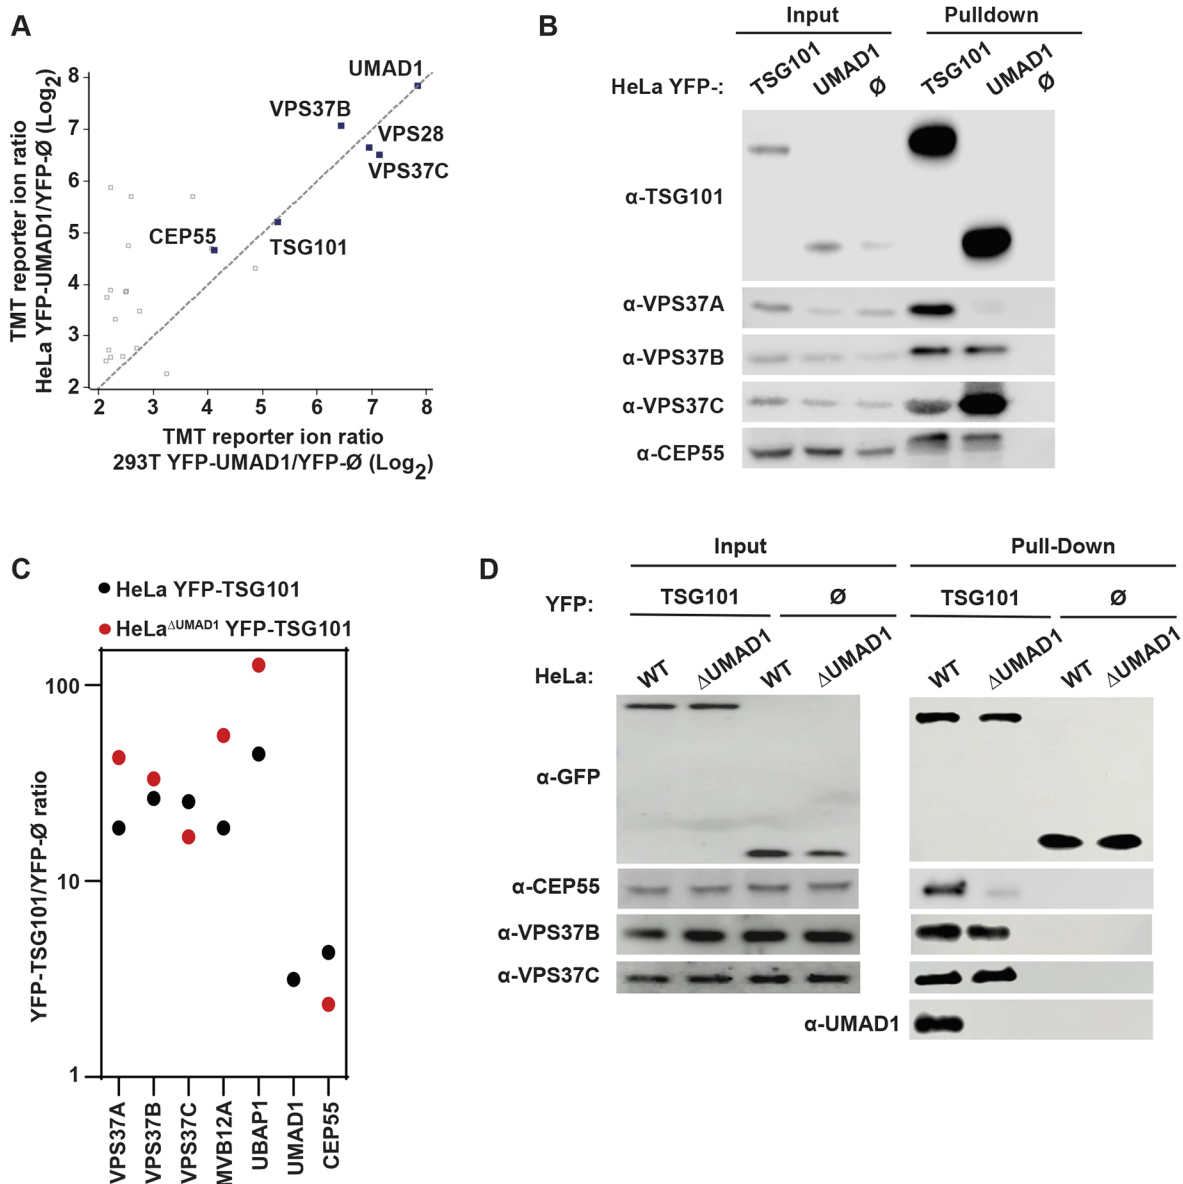 A
TMT reporter ion ratio
HeLa YFP-UMAD1/YFP-Ø (Log2)
8
7
6
5
4
3
2
UMAD1
VPS37B
VPS28
VPS37C
CEP55
TSG101
2 3 4 5 6 7 8
TMT reporter ion ratio
293T YFP-UMAD1/YFP-Ø (Log2)
B
Input Pulldown
HeLa YFP-: TSG101 UMAD1 Ø TSG101 UMAD1 Ø
α-TSG101
α-VPS37A
α-VPS37B
α-VPS37C
α-CEP55
C
HeLa YFP-TSG101
HeLaΔUMAD1 YFP-TSG101
YFP-TSG101/YFP-Ø ratio
100
10
1
VPS37A VPS37B VPS37C MVB12A UBAP1 UMAD1 CEP55
D
Input Pull-Down
YFP: TSG101 Ø TSG101 Ø
HeLa: WT ΔUMAD1 WT ΔUMAD1 WT ΔUMAD1 WT ΔUMAD1
α-GFP
α-CEP55
α-VPS37B
α-VPS37C
α-UMAD1